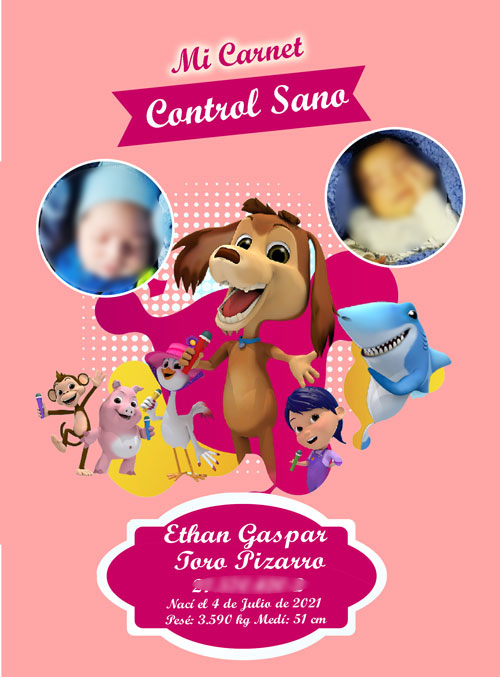 Mi Carnet
Control Sano
Ethan Gaspar
Toro Pizarro
Nací el 4 de Julio de 2021
Pesé: 3.590 kg Medí: 51 cm